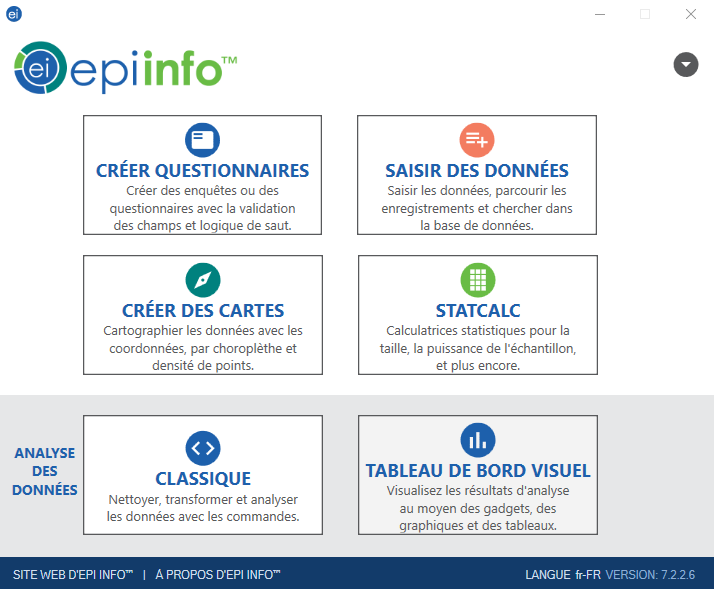 ei
ei epi info™
CRÉER QUESTIONNAIRES
Créer des enquêtes ou des
questionnaires avec la validation
des champs et logique de saut.
SAISIR DES DONNÉES
Saisir les données, parcourir les
enregistrements et chercher dans
la base de données.
CRÉER DES CARTES
Cartographier les données avec les
coordonnées, par choroplèthe et
densité de points.
STATCALC
Calculatrices statistiques pour la
taille, la puissance de l'échantillon,
et plus encore.
ANALYSE
DES
DONNÉES
CLASSIQUE
Nettoyer, transformer et analyser
les données avec les commandes.
TABLEAU DE BORD VISUEL
Visualisez les résultats d'analyse
au moyen des gadgets, des
graphiques et des tableaux.
SITE WEB D'EPI INFO™ | Á PROPOS D'EPI INFO™
LANGUE fr-FR VERSION: 7.2.2.6